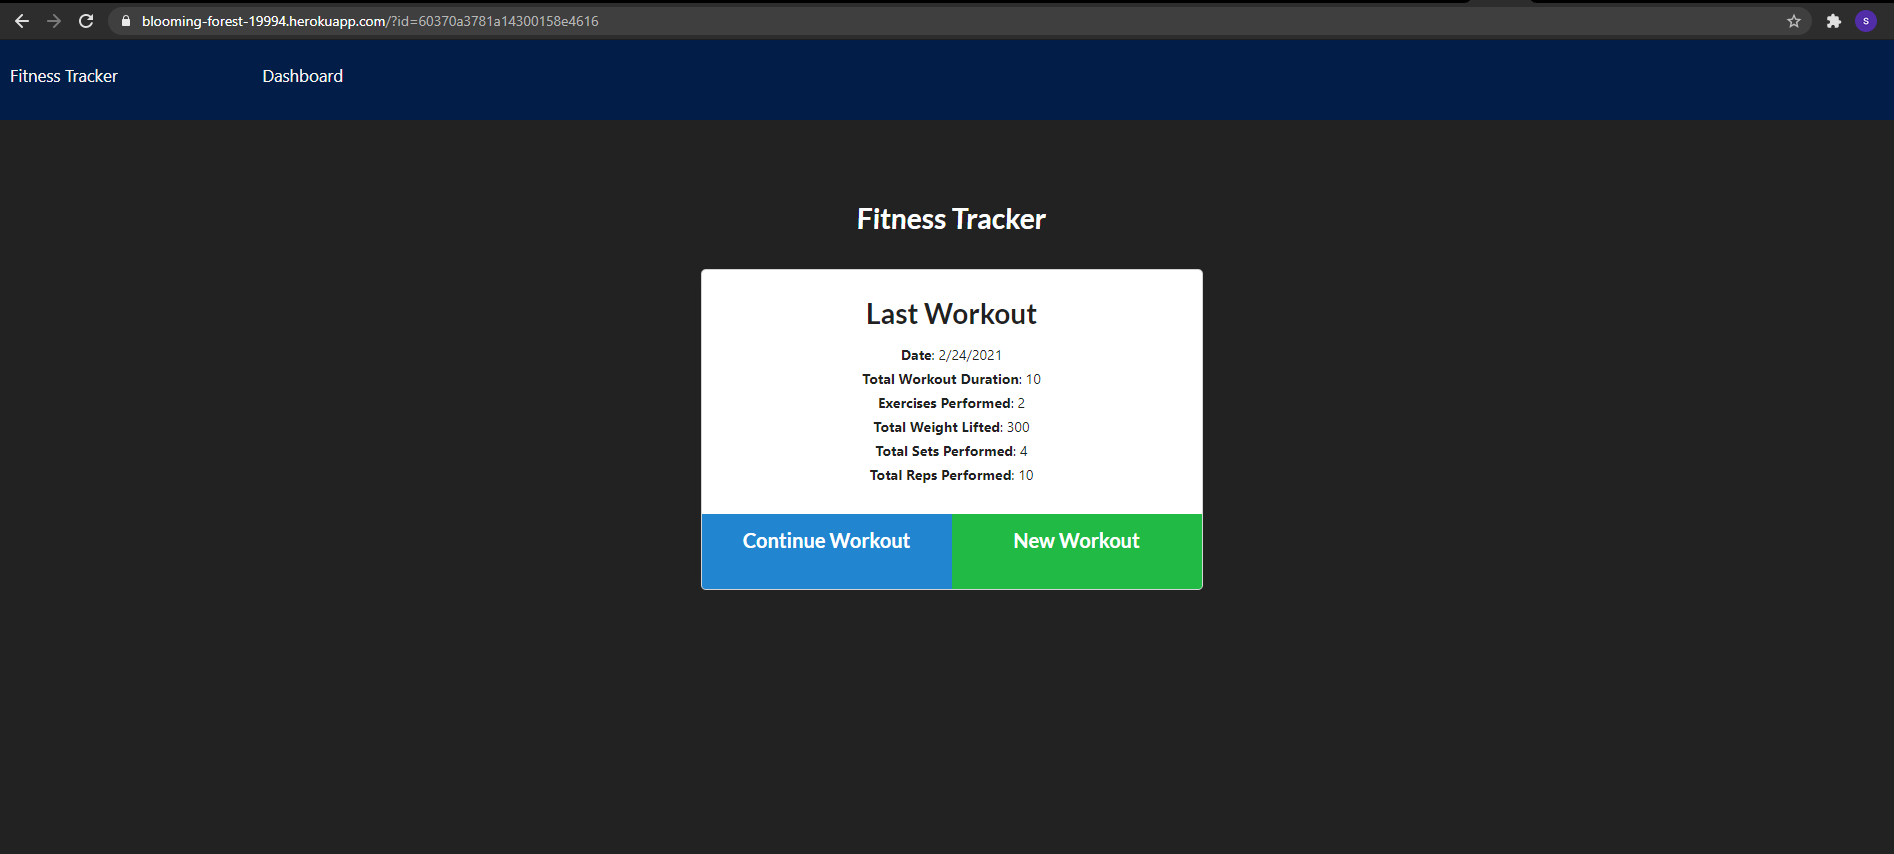 blooming-forest-19994.herokuapp.com/?id=60370a3781a14300158e4616
S
Fitness Tracker
Dashboard
Fitness Tracker
Last Workout
Date: 2/24/2021
Total Workout Duration: 10
Exercises Performed: 2
Total Weight Lifted: 300
Total Sets Performed: 4
Total Reps Performed: 10
Continue Workout
New Workout